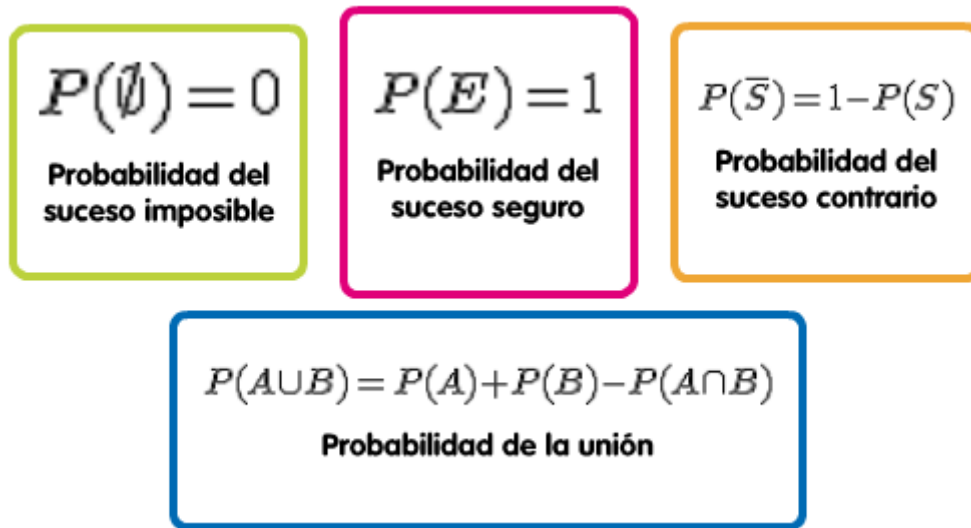 P(∅)=0
Probabilidad del
suceso imposible
P(E)=1
Probabilidad del
suceso seguro
P(S̅)=1−P(S)
Probabilidad del
suceso contrario
P(A∪B)=P(A)+P(B)−P(A∩B)
Probabilidad de la unión